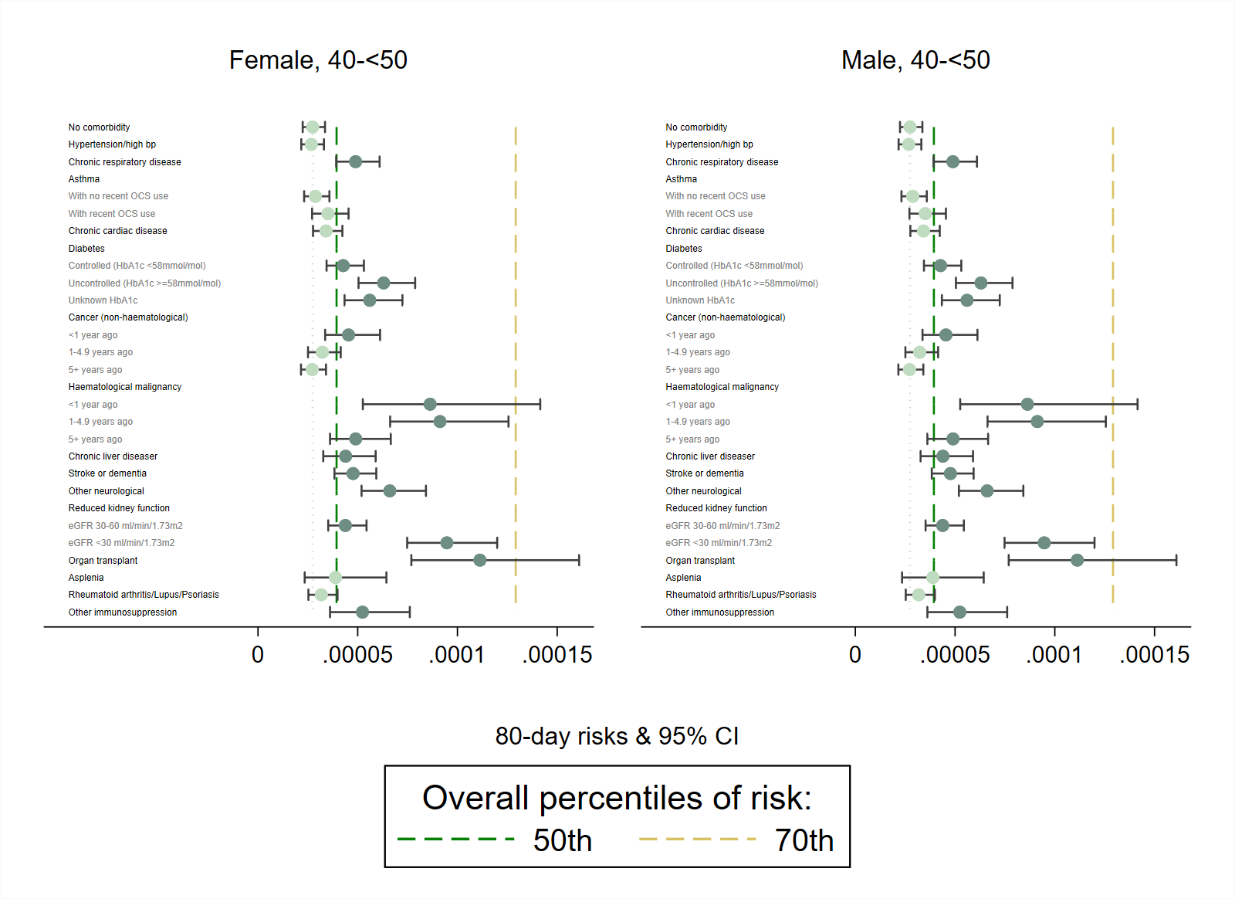 Female, 40-<50
No comorbidity
Hypertension/high bp
Chronic respiratory disease
Asthma
With no recent OCS use
With recent OCS use
Chronic cardiac disease
Diabetes
Controlled (HbA1c <58mmol/mol)
Uncontrolled (HbA1c >=58mmol/mol)
Unknown HbA1c
Cancer (non-haematological)
<1 year ago
1-4.9 years ago
5+ years ago
Haematological malignancy
<1 year ago
1-4.9 years ago
5+ years ago
Chronic liver diseaser
Stroke or dementia
Other neurological
Reduced kidney function
eGFR 30-60 ml/min/1.73m2
eGFR <30 ml/min/1.73m2
Organ transplant
Asplenia
Rheumatoid arthritis/Lupus/Psoriasis
Other immunosuppression
0 .00005 .0001 .00015
Male, 40-<50
No comorbidity
Hypertension/high bp
Chronic respiratory disease
Asthma
With no recent OCS use
With recent OCS use
Chronic cardiac disease
Diabetes
Controlled (HbA1c <58mmol/mol)
Uncontrolled (HbA1c >=58mmol/mol)
Unknown HbA1c
Cancer (non-haematological)
<1 year ago
1-4.9 years ago
5+ years ago
Haematological malignancy
<1 year ago
1-4.9 years ago
5+ years ago
Chronic liver diseaser
Stroke or dementia
Other neurological
Reduced kidney function
eGFR 30-60 ml/min/1.73m2
eGFR <30 ml/min/1.73m2
Organ transplant
Asplenia
Rheumatoid arthritis/Lupus/Psoriasis
Other immunosuppression
0 .00005 .0001 .00015
80-day risks & 95% CI
Overall percentiles of risk:
50th 70th